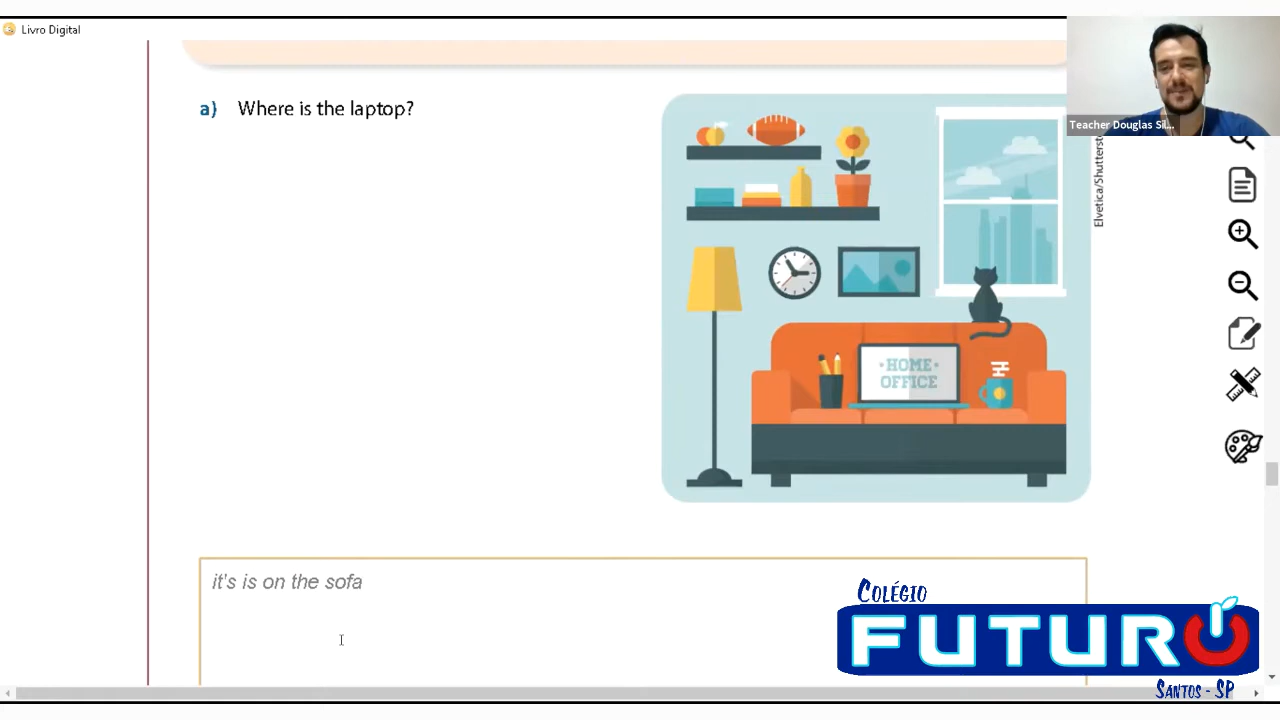 Livro Digital
Teacher Douglas Sil...
a) Where is the laptop?
Elvetica/Shutterst
·HOME·
OFFICE
it's is on the sofa
COLÉGIO
FUTURO
SANTOS - SP